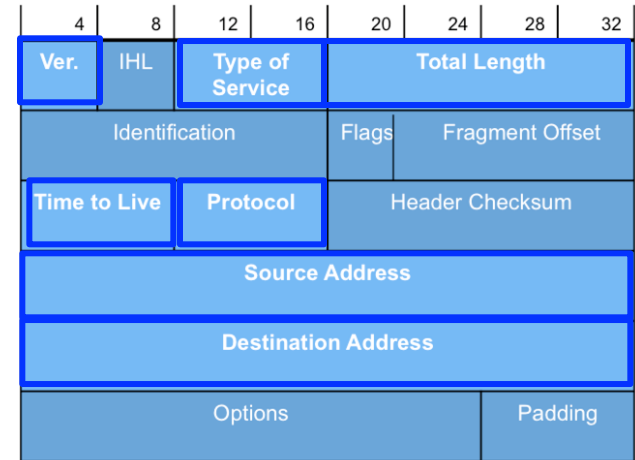 4 8 12 16 20 24 28 32
Ver. IHL Type of Service Total Length
Identification Flags Fragment Offset
Time to Live Protocol Header Checksum
Source Address
Destination Address
Options Padding